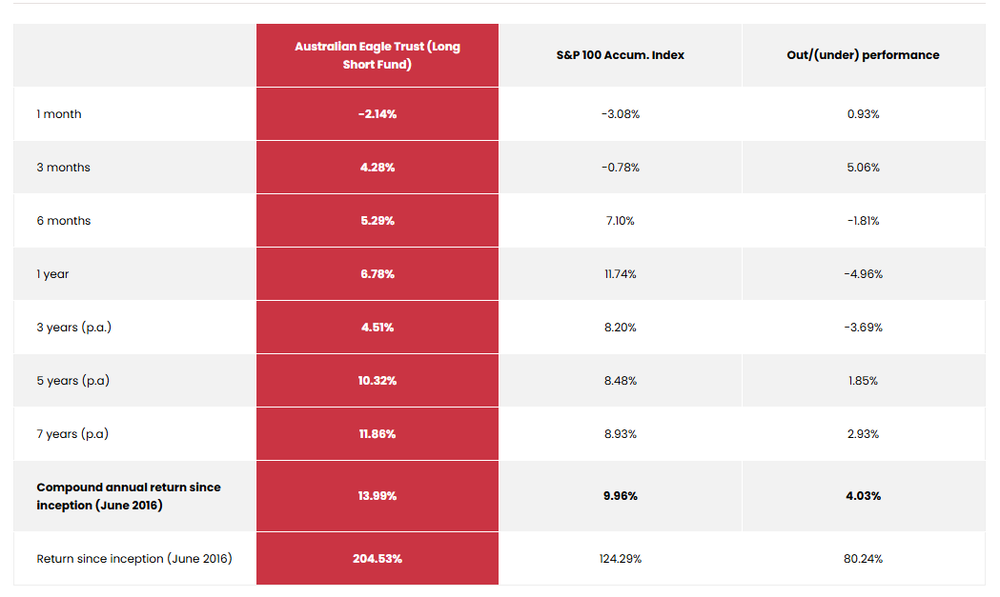 Australian Eagle Trust (Long
Short Fund)
S&P 100 Accum. Index
Out/(under) performance
1 month
-2.14%
-3.08%
0.93%
3 months
4.28%
-0.78%
5.06%
6 months
5.29%
7.10%
-1.81%
1 year
6.78%
11.74%
-4.96%
3 years (p.a.)
4.51%
8.20%
-3.69%
5 years (p.a)
10.32%
8.48%
1.85%
7 years (p.a)
11.86%
8.93%
2.93%
Compound annual return since
inception (June 2016)
13.99%
9.96%
4.03%
Return since inception (June 2016)
204.53%
124.29%
80.24%